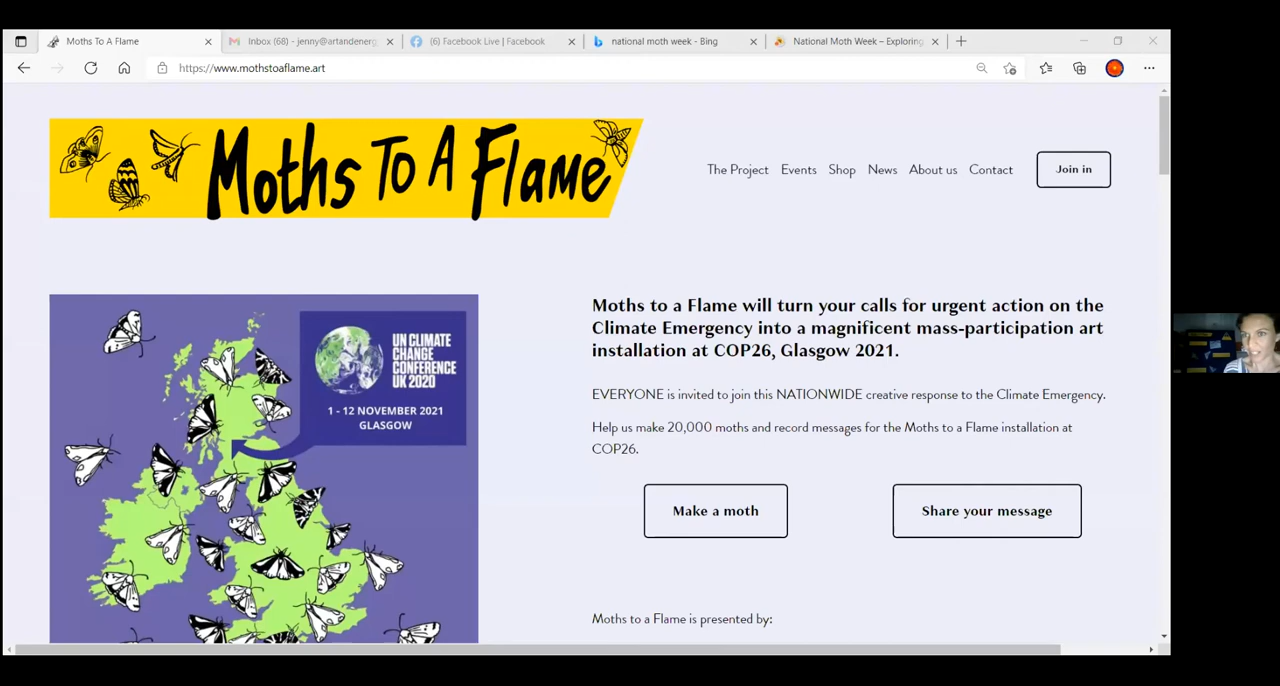 Moths To A Flame
Inbox (68) - jenny@artandenerg
(6) Facebook Live | Facebook
national moth week - Bing
National Moth Week – Exploring
https://www.mothstoaflame.art
Moths To A Flame
The Project Events Shop News About us Contact Join in
UN CLIMATE
CHANGE
CONFERENCE
UK 2020
1 - 12 NOVEMBER 2021
GLASGOW
Moths to a Flame will turn your calls for urgent action on the
Climate Emergency into a magnificent mass-participation art
installation at COP26, Glasgow 2021.
EVERYONE is invited to join this NATIONWIDE creative response to the Climate Emergency.
Help us make 20,000 moths and record messages for the Moths to a Flame installation at
COP26.
Make a moth
Share your message
Moths to a Flame is presented by: